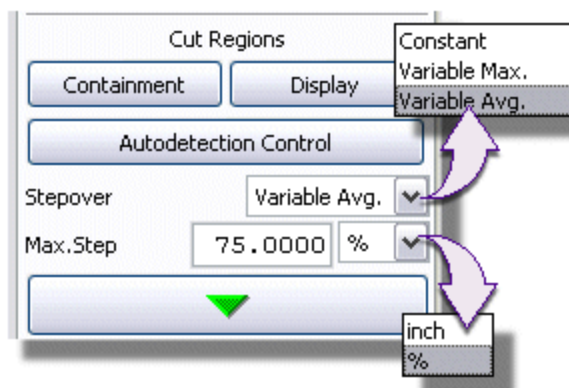 Cut Regions
Containment
Display
Autodetection Control
Stepover
Variable Avg.
Max.Step
75.0000
%
Constant
Variable Max.
Variable Avg.
inch
%